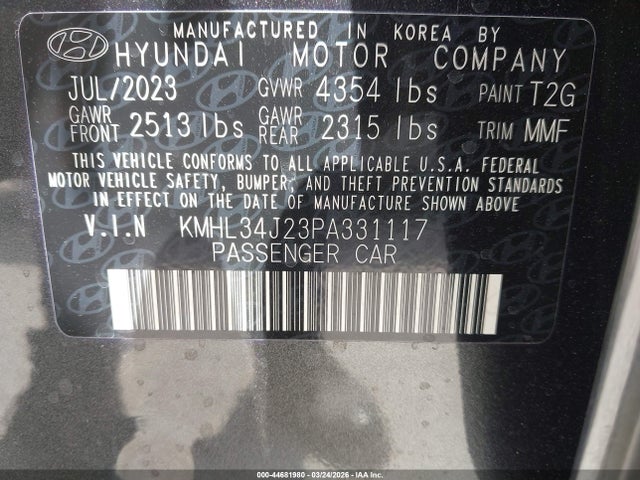 MANUFACTURED IN KOREA BY
HYUNDAI MOTOR COMPANY
JUL/2023 GVWR 4354 lbs PAINT T2G
GAWR FRONT 2513 lbs GAWR REAR 2315 lbs TRIM MMF
THIS VEHICLE CONFORMS TO ALL APPLICABLE U.S.A. FEDERAL
MOTOR VEHICLE SAFETY, BUMPER, AND THEFT PREVENTION STANDARDS
IN EFFECT ON THE DATE OF MANUFACTURE SHOWN ABOVE.
V.I.N KMHL34J23PA331117
PASSENGER CAR
000-44681980 - 03/24/2026 - IAA Inc.